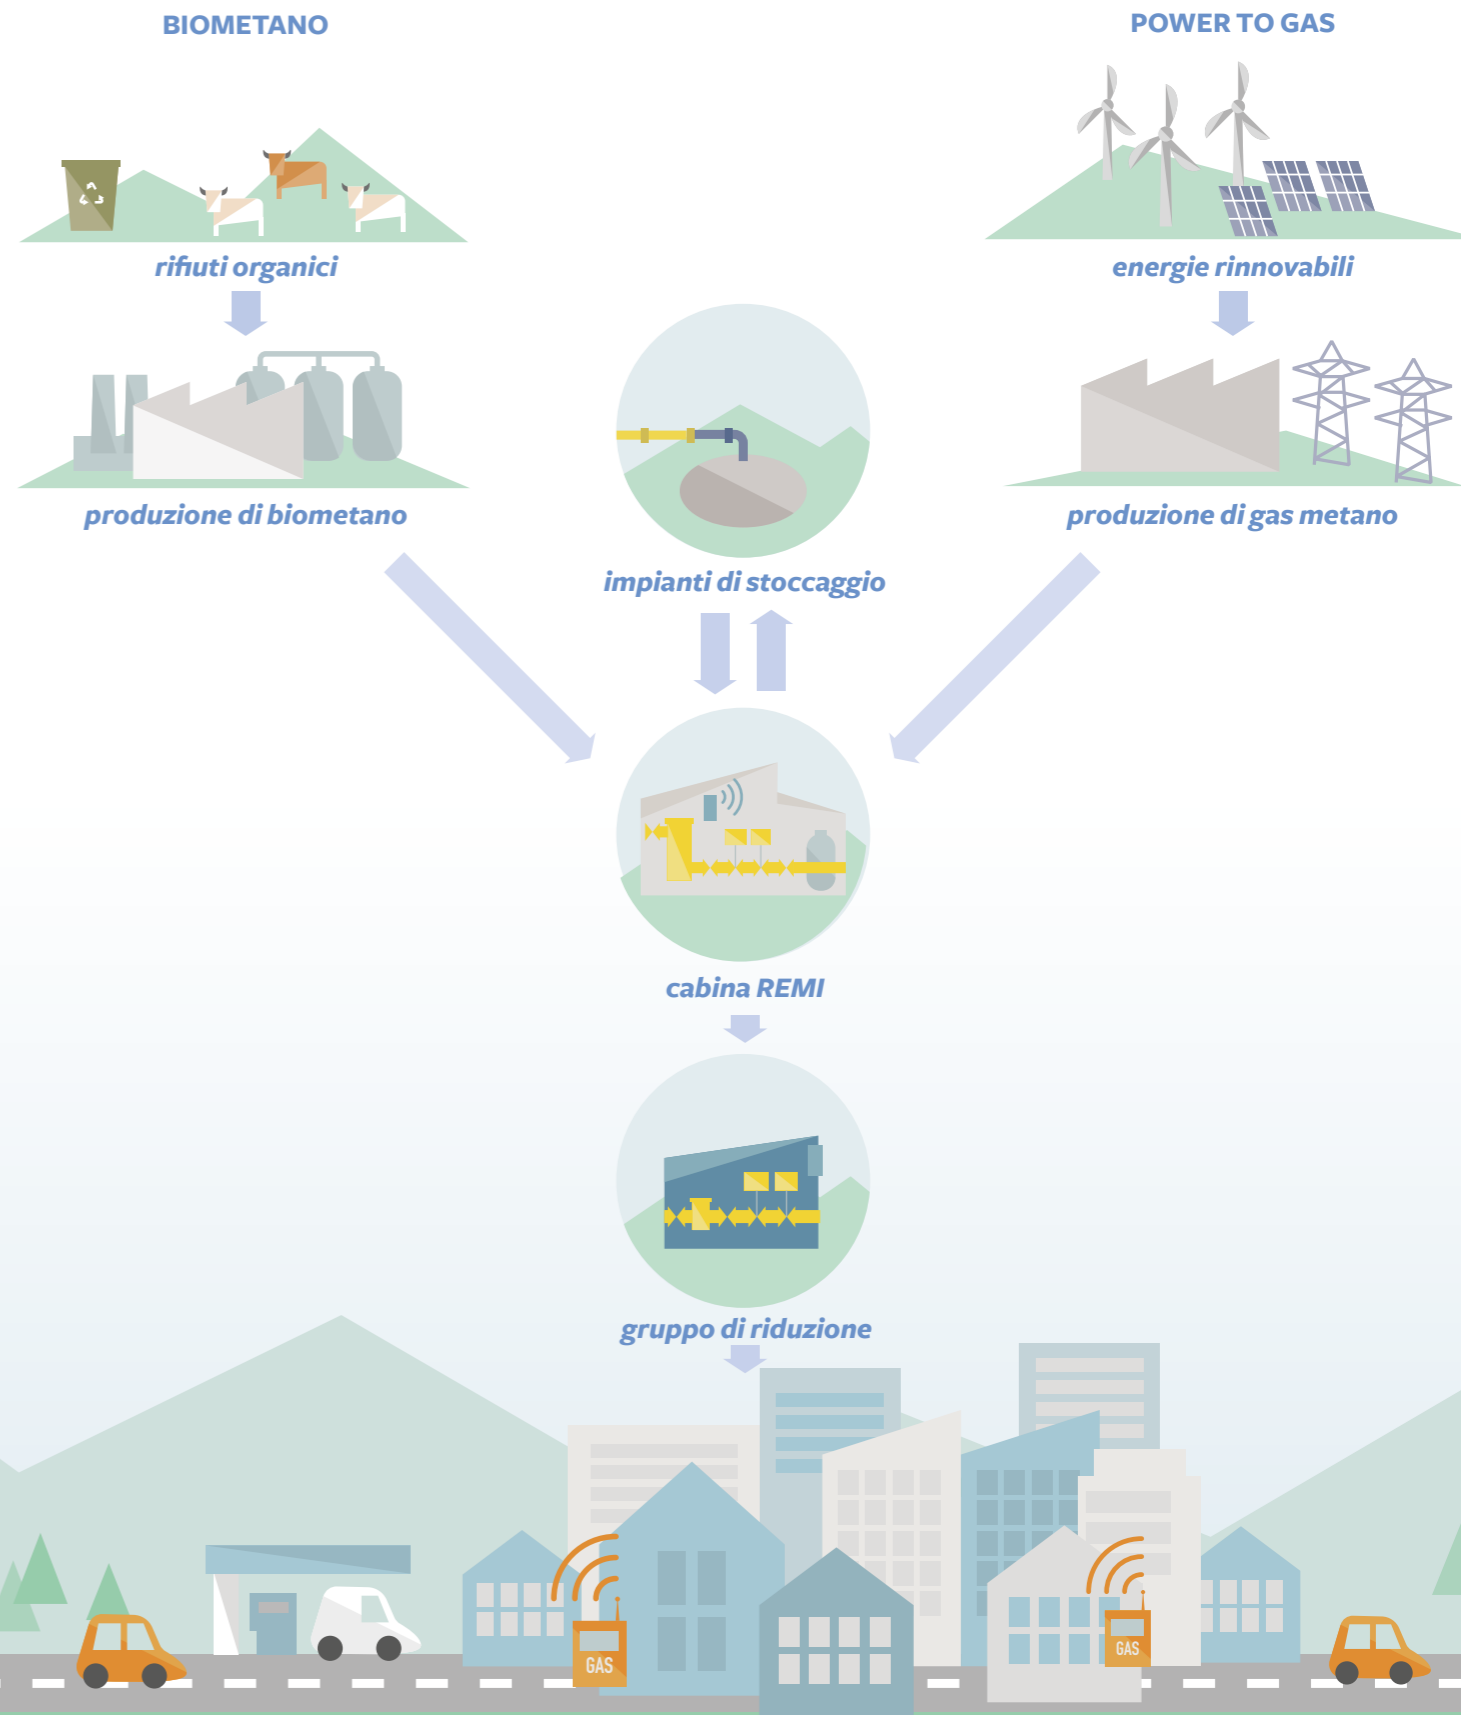 BIOMETANO
POWER TO GAS
rifiuti organici
energie rinnovabili
produzione di biometano
produzione di gas metano
impianti di stoccaggio
cabina REMI
gruppo di riduzione
GAS
GAS